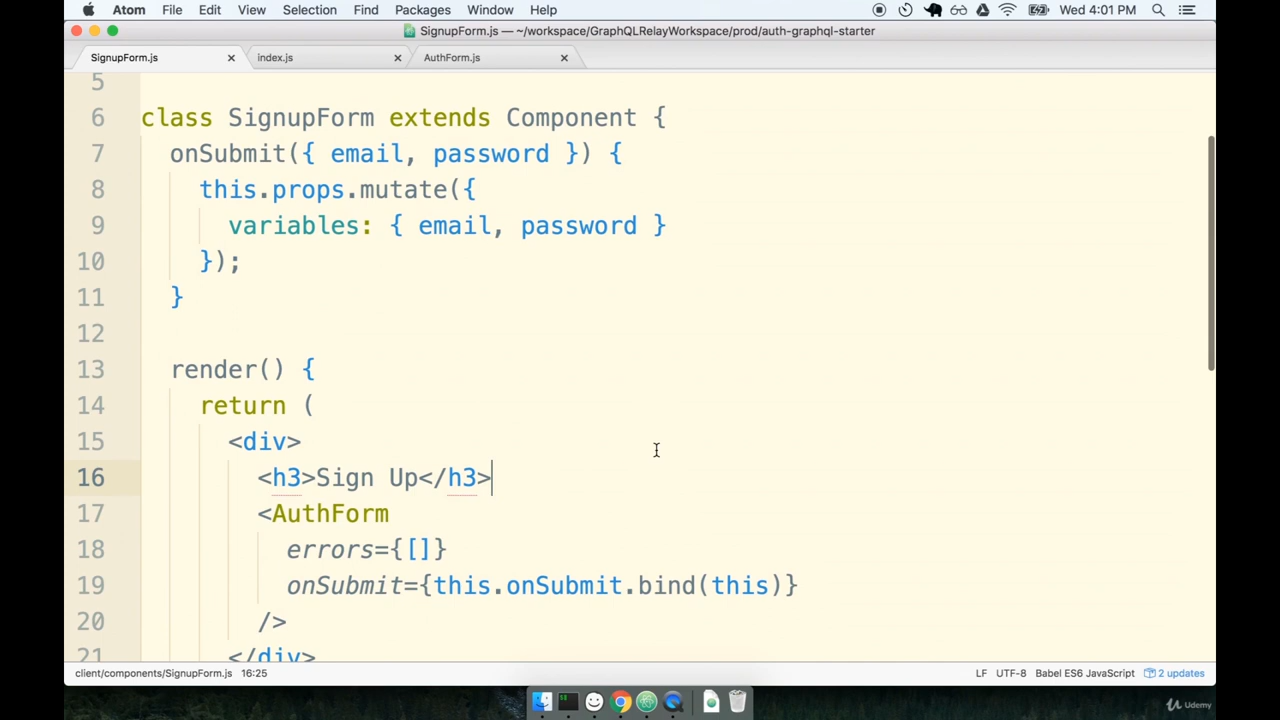 Atom File Edit View Selection Find Packages Window Help Wed 4:01 PM
SignupForm.js — ~/workspace/GraphQLRelayWorkspace/prod/auth-graphql-starter
SignupForm.js index.js AuthForm.js
5
6 class SignupForm extends Component {
7 onSubmit({ email, password }) {
8 this.props.mutate({
9 variables: { email, password }
10 });
11 }
12
13 render() {
14 return (
15 <div>
16 <h3>Sign Up</h3>
17 <AuthForm
18 errors={[]}
19 onSubmit={this.onSubmit.bind(this)}
20 />
21 </div>
client/components/SignupForm.js 16:25 LF UTF-8 Babel ES6 JavaScript 2 updates
Udemy